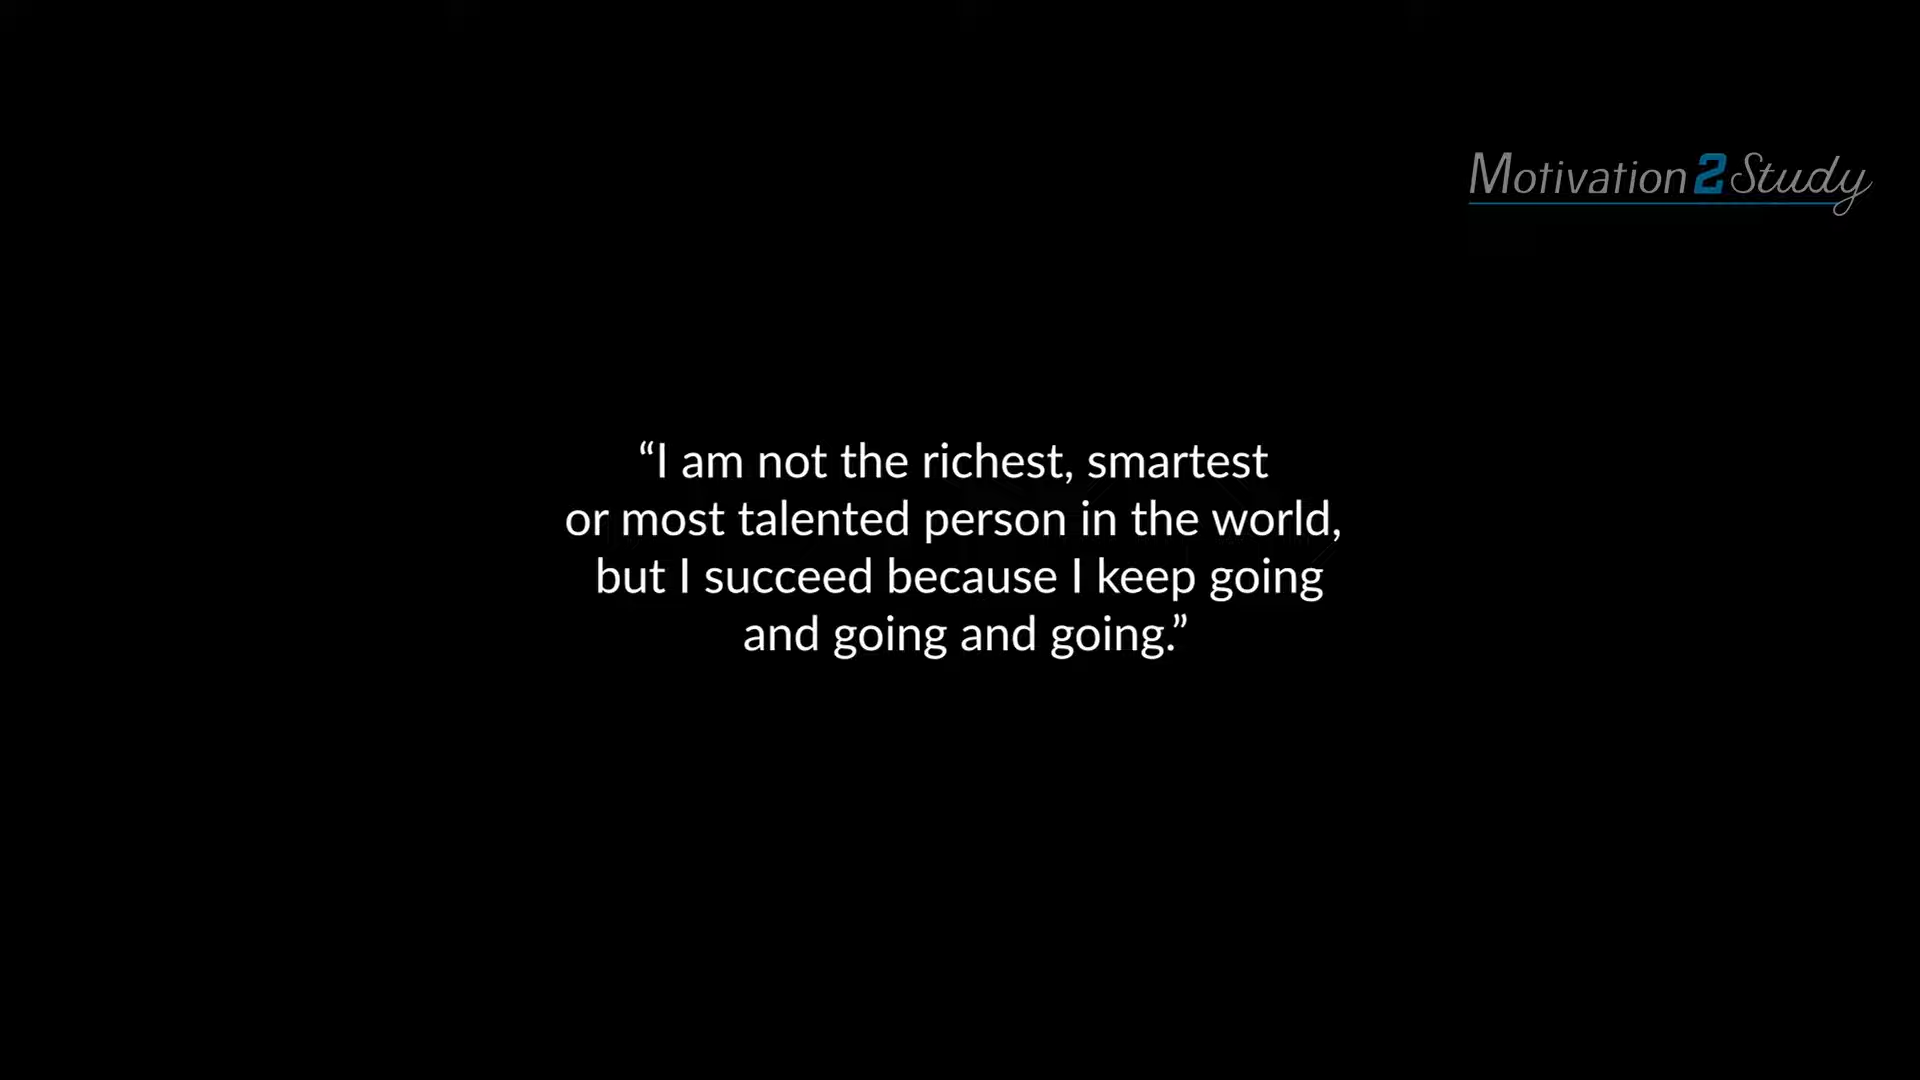 Motivation2Study
“I am not the richest, smartest
or most talented person in the world,
but I succeed because I keep going
and going and going.”